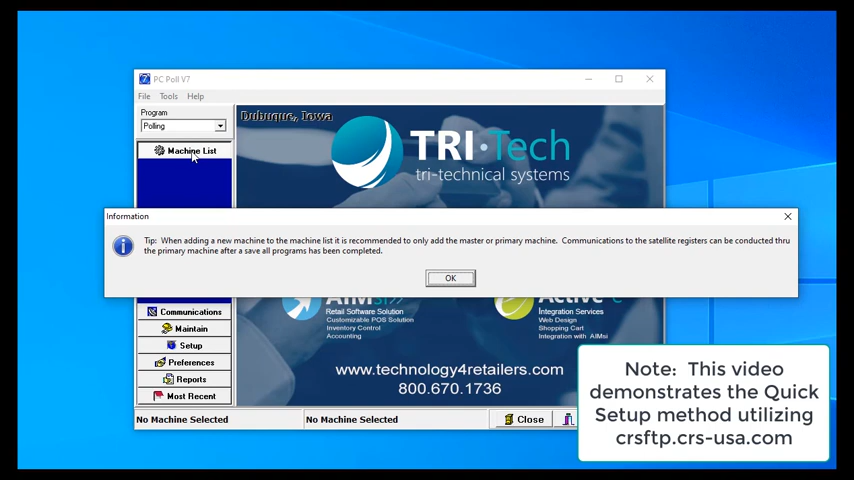 PC Poll V7
File Tools Help
Program
Polling
Machine List
Dubuque, Iowa
TRI•Tech
tri-technical systems
Information
Tip: When adding a new machine to the machine list it is recommended to only add the master or primary machine. Communications to the satellite registers can be conducted thru
the primary machine after a save all programs has been completed.
OK
Retail Software Solution
Customizable POS Solution
Inventory Control
Accounting
Integration Services
Web Design
Shopping Cart
Integration with AIMsi
www.technology4retailers.com
800.670.1736
Communications
Maintain
Setup
Preferences
Reports
Most Recent
No Machine Selected
No Machine Selected
Close
Note: This video
demonstrates the Quick
Setup method utilizing
crsftp.crs-usa.com